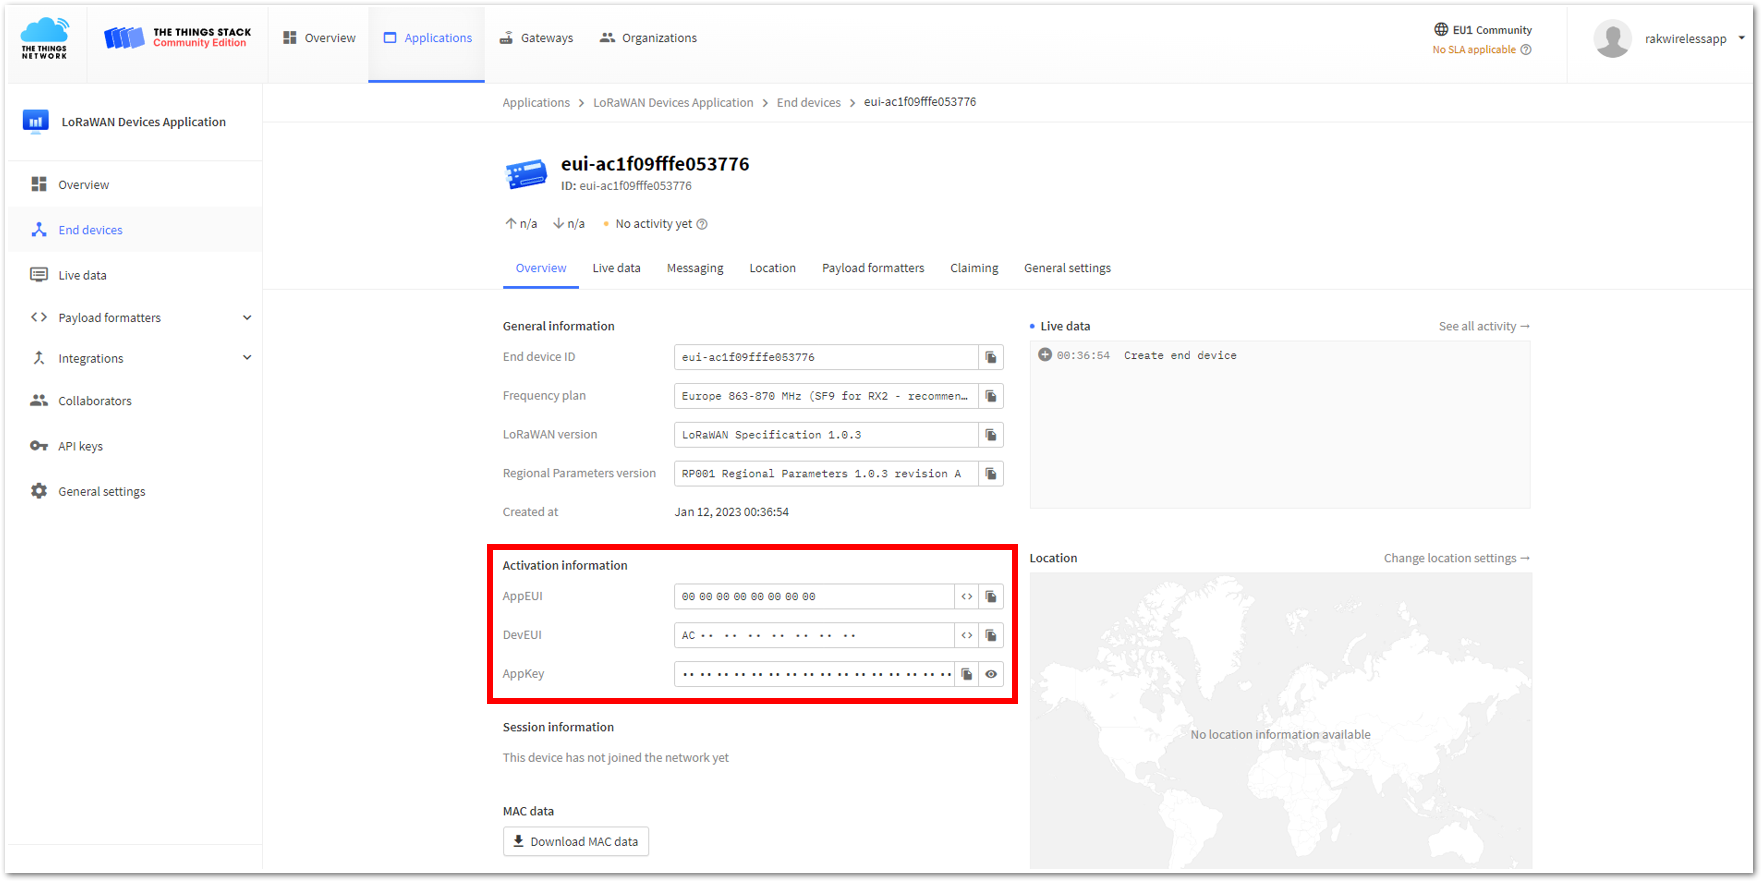 THE THINGS
NETWORK
THE THINGS STACK
Community Edition
Overview
Applications
Gateways
Organizations
EU1 Community
No SLA applicable
rakwirelessapp
LoRaWAN Devices Application
Overview
End devices
Live data
Payload formatters
Integrations
Collaborators
API keys
General settings
Applications > LoRaWAN Devices Application > End devices > eui-ac1f09fffe053776
eui-ac1f09fffe053776
ID: eui-ac1f09fffe053776
↑ n/a ↓ n/a • No activity yet
Overview Live data Messaging Location Payload formatters Claiming General settings
General information
End device ID eui-ac1f09fffe053776
Frequency plan Europe 863-870 MHz (SF9 for RX2 - recommen…
LoRaWAN version LoRaWAN Specification 1.0.3
Regional Parameters version RP001 Regional Parameters 1.0.3 revision A
Created at Jan 12, 2023 00:36:54
Live data See all activity →
00:36:54 Create end device
Activation information
AppEUI 00 00 00 00 00 00 00 00
DevEUI AC •• •• •• •• •• •• ••
AppKey •• •• •• •• •• •• •• •• •• •• •• •• •• •• •• ••
Session information
This device has not joined the network yet
MAC data
Download MAC data
Location Change location settings →
No location information available